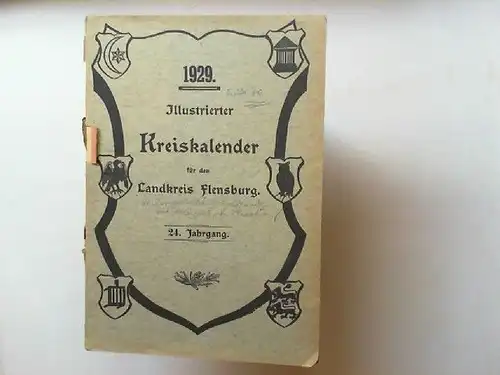 1929.
Illustrierter
Kreiskalender
für den
Landkreis Flensburg.
24. Jahrgang.